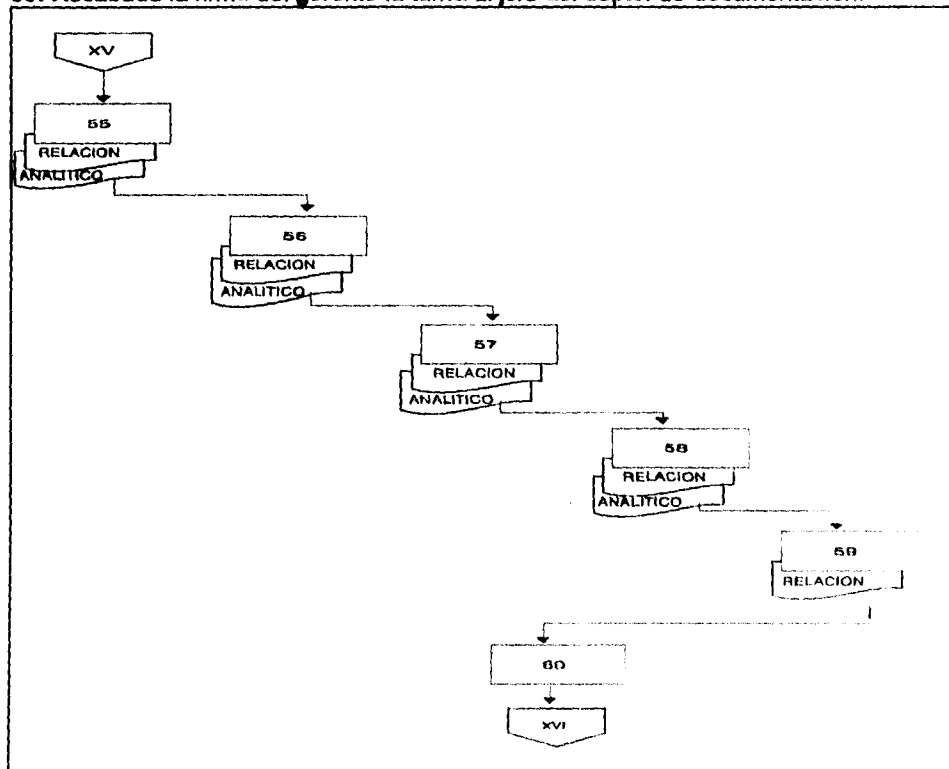 XV
55
RELACION
ANALITICO
56
RELACION
ANALITICO
57
RELACION
ANALITICO
58
RELACION
ANALITICO
59
RELACION
60
XVI